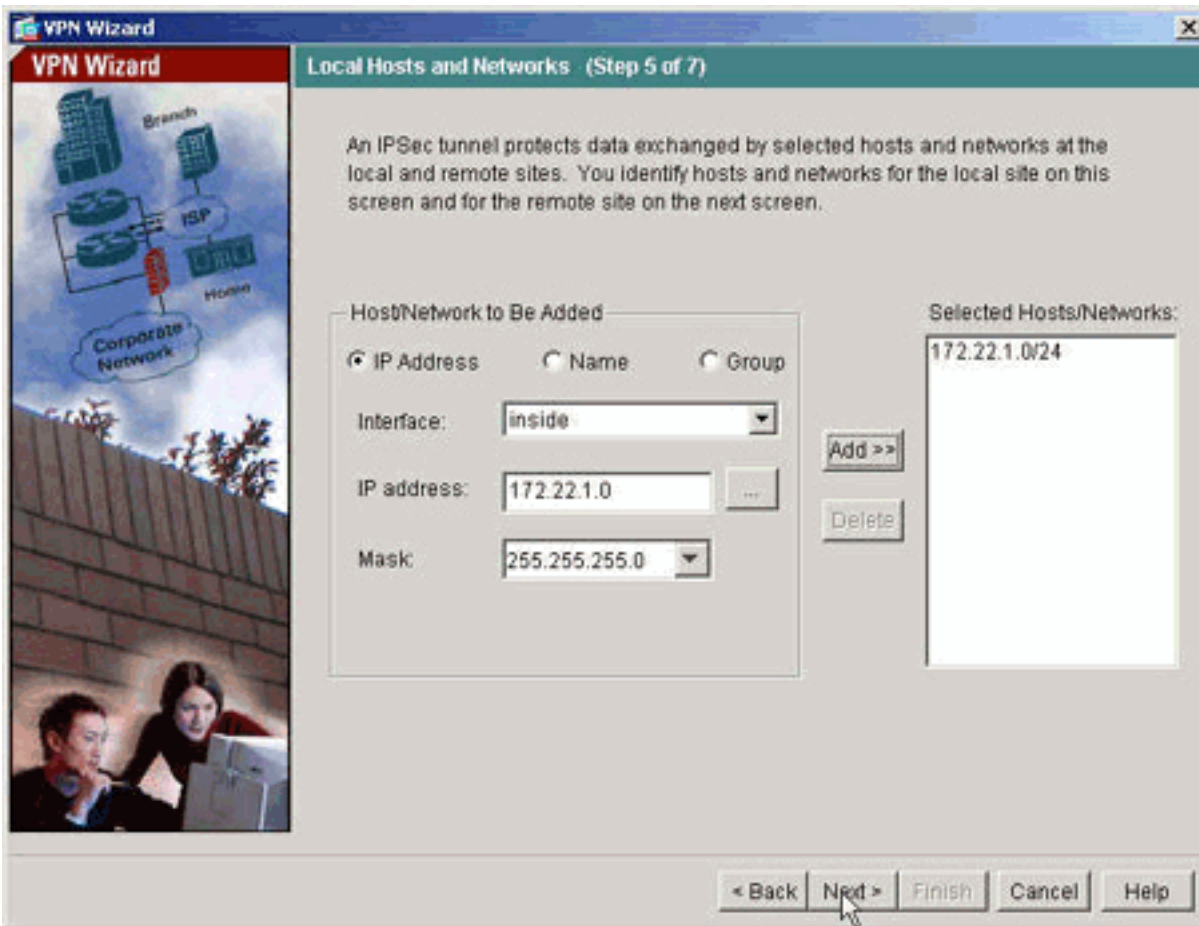 VPN Wizard
VPN Wizard
Local Hosts and Networks (Step 5 of 7)
Branch
ISP
Home
Corporate
Network
An IPSec tunnel protects data exchanged by selected hosts and networks at the
local and remote sites. You identify hosts and networks for the local site on this
screen and for the remote site on the next screen.
Host/Network to Be Added
IP Address Name Group
Interface: inside
IP address: 172.22.1.0 ...
Mask: 255.255.255.0
Add >>
Delete
Selected Hosts/Networks:
172.22.1.0/24
< Back Next > Finish Cancel Help